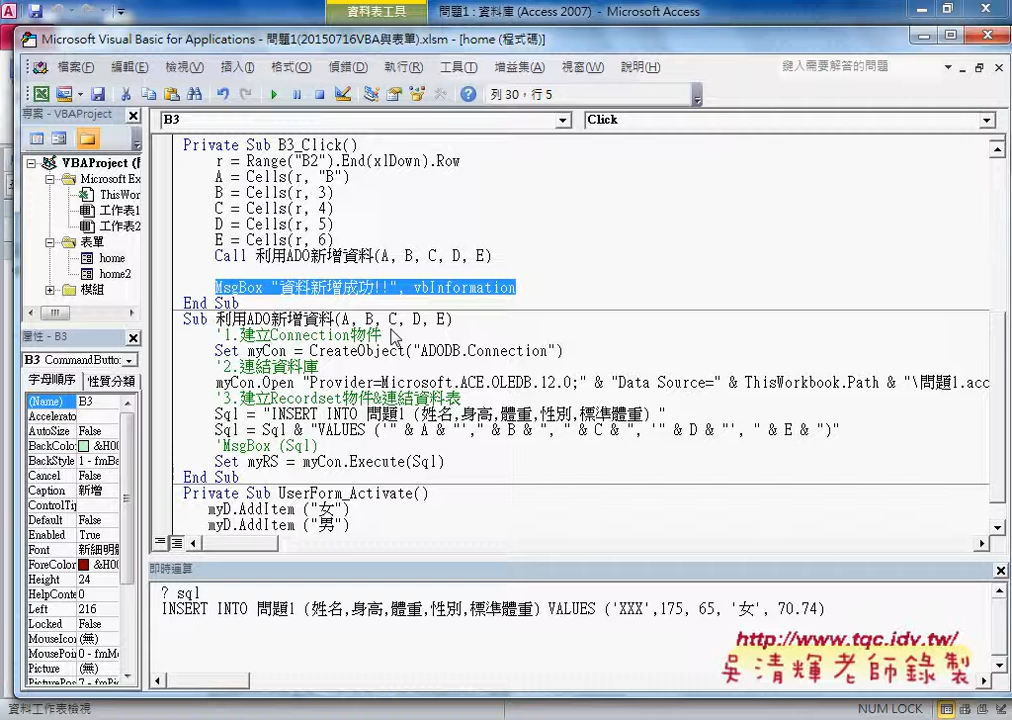 資料表工具
問題1 : 資料庫 (Access 2007) - Microsoft Access
Microsoft Visual Basic for Applications - 問題1(20150716VBA與表單).xlsm - [home (程式碼)]
檔案(F) 編輯(E) 檢視(V) 插入(I) 格式(O) 偵錯(D) 執行(R) 工具(T) 增益集(A) 視窗(W) 說明(H) 鍵入需要解答的問題
列 30，行 5
專案 - VBAProject
VBAProject (F
Microsoft Ex
ThisWor
工作表1
工作表2
表單
home
home2
模組
屬性 - B3
B3 CommandButto
字母順序 性質分類
(Name) B3
Accelerato
AutoSize False
BackColo &H00
BackStyle 1 - fmBa
Cancel False
Caption 新增
ControlTip
Default False
Enabled True
Font 新細明體
ForeColor &H00
Height 24
HelpConte 0
Left 216
Locked False
MouseIcon (無)
MousePoi 0 - fmM
Picture (無)
PicturePos 7 - fmPi
B3 Click
Private Sub B3_Click()
r = Range("B2").End(xlDown).Row
A = Cells(r, "B")
B = Cells(r, 3)
C = Cells(r, 4)
D = Cells(r, 5)
E = Cells(r, 6)
Call 利用ADO新增資料(A, B, C, D, E)
MsgBox "資料新增成功!!", vbInformation
End Sub
Sub 利用ADO新增資料(A, B, C, D, E)
'1.建立Connection物件
Set myCon = CreateObject("ADODB.Connection")
'2.連結資料庫
myCon.Open "Provider=Microsoft.ACE.OLEDB.12.0;" & "Data Source=" & ThisWorkbook.Path & "\問題1.acc
'3.建立Recordset物件&連結資料表
Sql = "INSERT INTO 問題1 (姓名,身高,體重,性別,標準體重) "
Sql = Sql & "VALUES ('" & A & "'," & B & ", " & C & ", '" & D & "', " & E & ")"
'MsgBox (Sql)
Set myRS = myCon.Execute(Sql)
End Sub
Private Sub UserForm_Activate()
myD.AddItem ("女")
myD.AddItem ("男")
即時運算
? sql
INSERT INTO 問題1 (姓名,身高,體重,性別,標準體重) VALUES ('XXX',175, 65, '女', 70.74)
http://www.tqc.idv.tw/
吳清輝老師錄製
資料工作表檢視
NUM LOCK